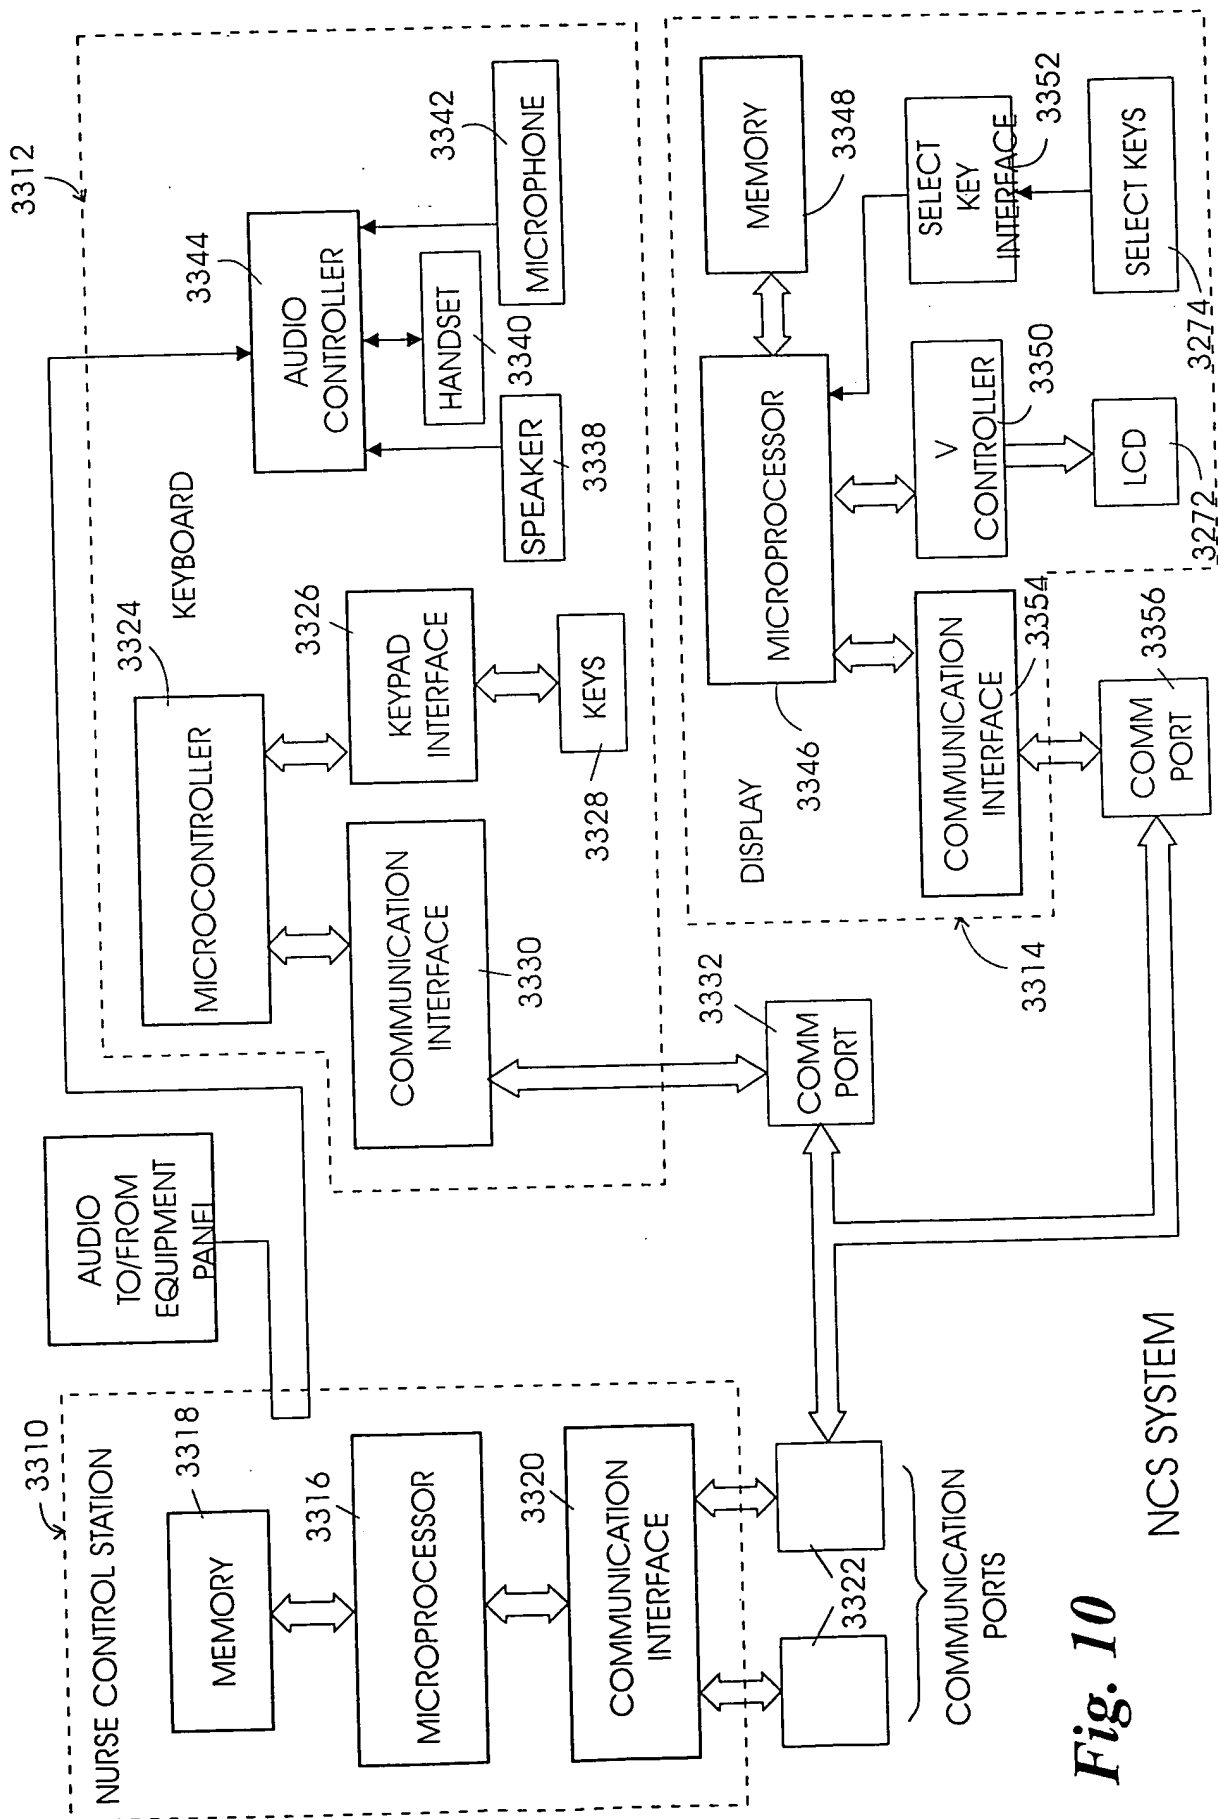 3310
NURSE CONTROL STATION
3318
MEMORY
3316
MICROPROCESSOR
3320
COMMUNICATION
INTERFACE
3322
COMMUNICATION
PORTS
AUDIO
TO/FROM
EQUIPMENT
PANEL
3312
KEYBOARD
3324
MICROCONTROLLER
3326
KEYPAD
INTERFACE
3328
KEYS
COMMUNICATION
INTERFACE
3330
3332
COMM
PORT
3344
AUDIO
CONTROLLER
3342
MICROPHONE
HANDSET
3340
SPEAKER
3338
DISPLAY
3314
3346
MICROPROCESSOR
MEMORY
3348
SELECT
KEY
INTERFACE
3352
SELECT KEYS
3274
V
CONTROLLER
3350
LCD
3272
COMMUNICATION
INTERFACE
3354
3356
COMM
PORT
NCS SYSTEM
Fig. 10